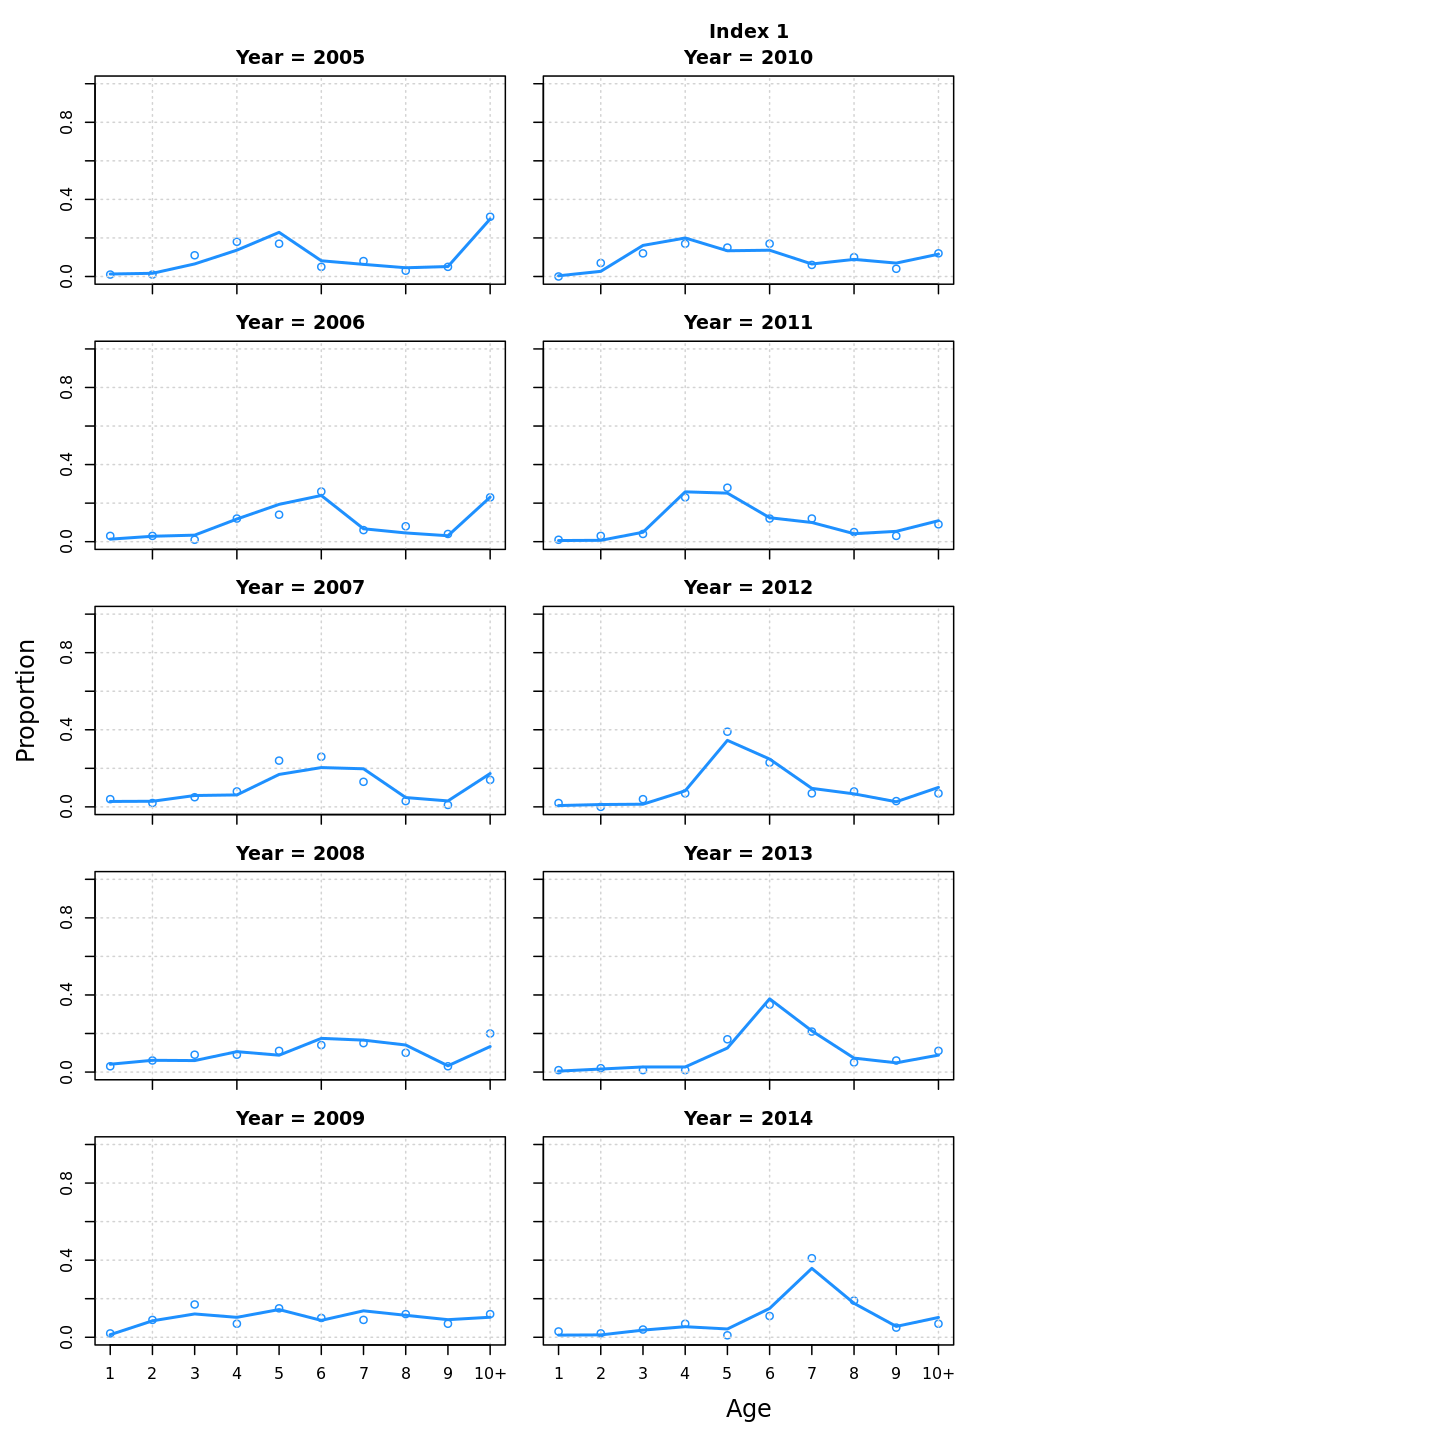 Index 1
Year = 2005
Year = 2010
0.0 0.4 0.8
Year = 2006
Year = 2011
0.0 0.4 0.8
Year = 2007
Year = 2012
0.0 0.4 0.8
Proportion
Year = 2008
Year = 2013
0.0 0.4 0.8
Year = 2009
Year = 2014
0.0 0.4 0.8
1 2 3 4 5 6 7 8 9 10+
1 2 3 4 5 6 7 8 9 10+
Age